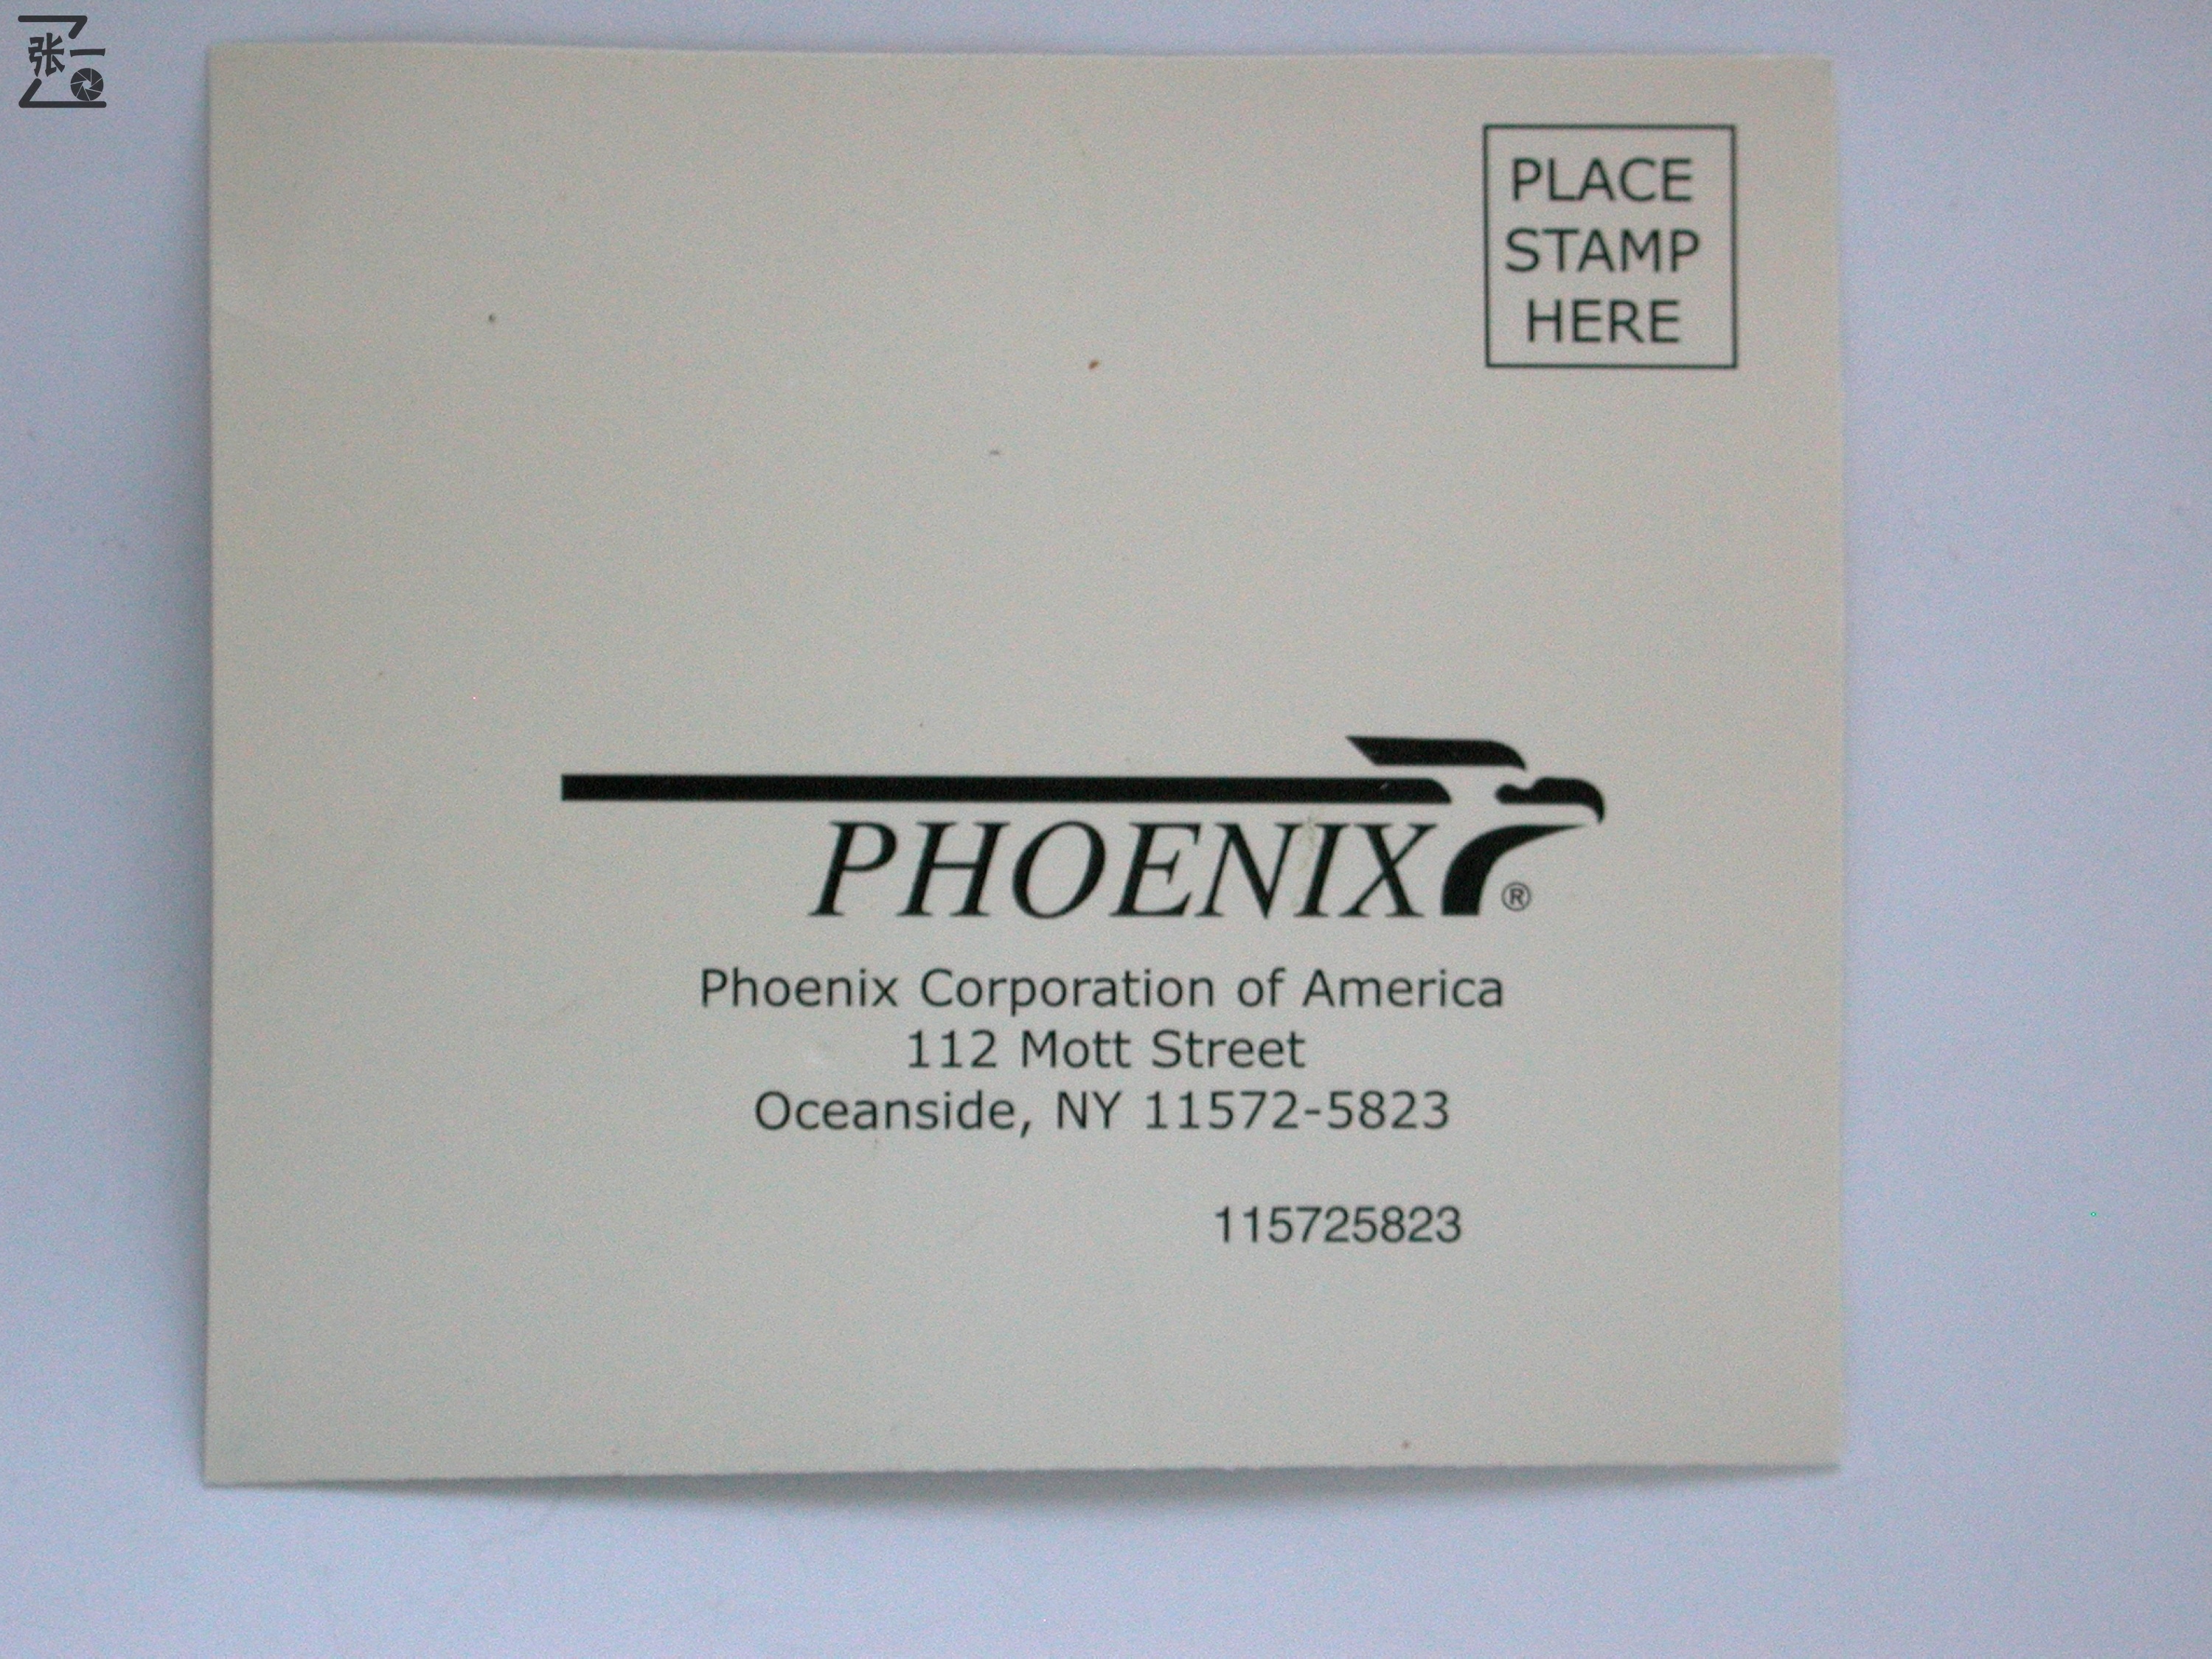 张一
PLACE
STAMP
HERE
PHOENIX®
Phoenix Corporation of America
112 Mott Street
Oceanside, NY 11572-5823
115725823